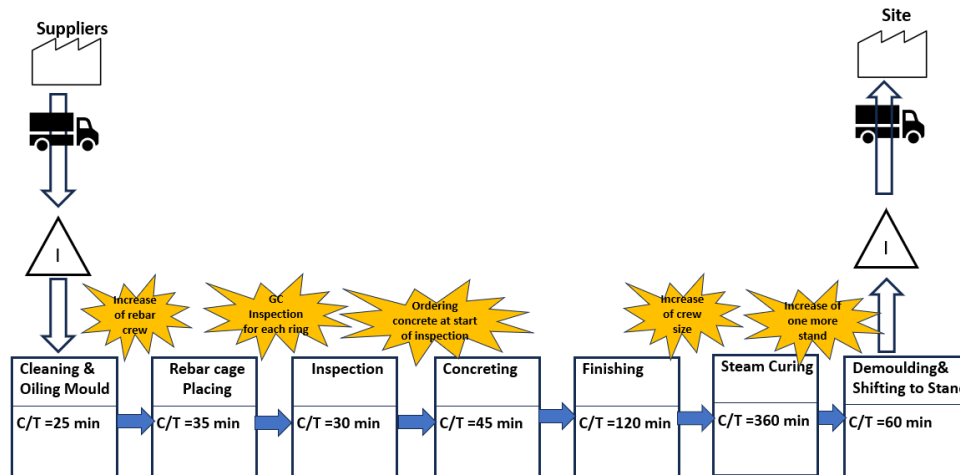 Suppliers
Site
I
I
Increase
of rebar
crew
GC
Inspection
for each ring
Ordering
concrete at start
of inspection
Increase
of crew
size
Increase of
one more
stand
Cleaning &
Oiling Mould
C/T =25 min
Rebar cage
Placing
C/T =35 min
Inspection
C/T =30 min
Concreting
C/T =45 min
Finishing
C/T =120 min
Steam Curing
C/T =360 min
Demoulding&
Shifting to Stand
C/T =60 min